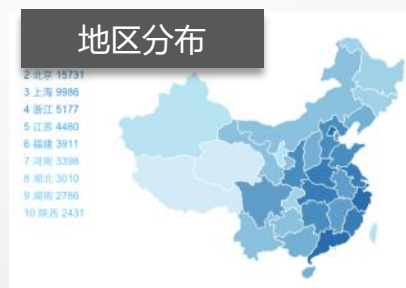 地区分布
2 北京 15731
3 上海 9986
4 浙江 5177
5 江苏 4480
6 福建 3911
7 河南 3398
8 湖北 3010
9 湖南 2786
10 陕西 2431